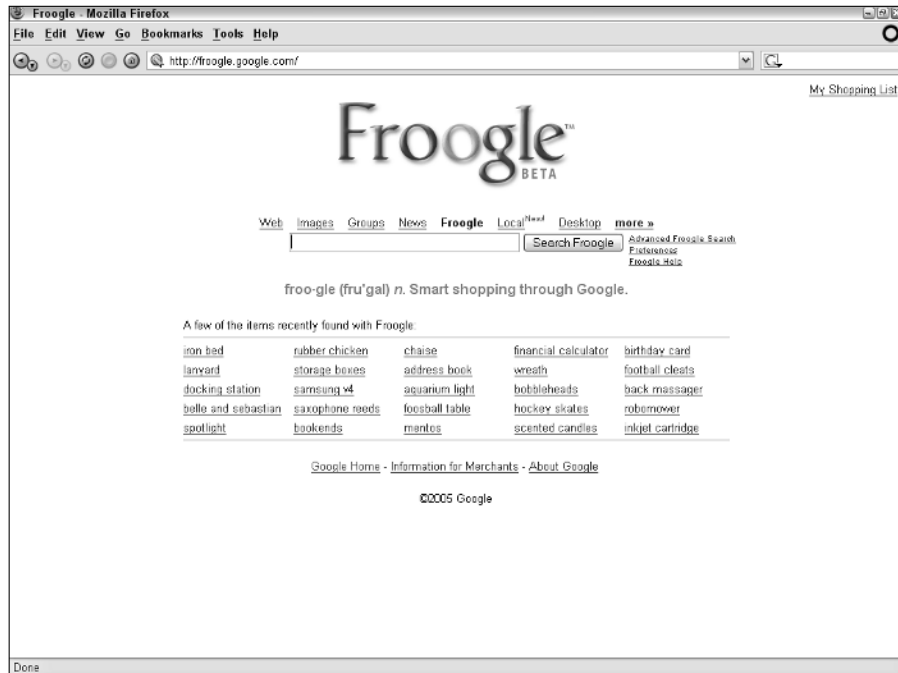 Froogle - Mozilla Firefox
File Edit View Go Bookmarks Tools Help
http://froogle.google.com/
My Shopping List
Froogle™
BETA
Web Images Groups News Froogle Local New! Desktop more »
Search Froogle Advanced Froogle Search
Preferences
Froogle Help
froo·gle (fru'gal) n. Smart shopping through Google.
A few of the items recently found with Froogle:
iron bed rubber chicken chaise financial calculator birthday card
lanyard storage boxes address book wreath football cleats
docking station samsung v4 aquarium light bobbleheads back massager
belle and sebastian saxophone reeds foosball table hockey skates robomower
spotlight bookends mentos scented candles inkjet cartridge
Google Home - Information for Merchants - About Google
©2005 Google
Done